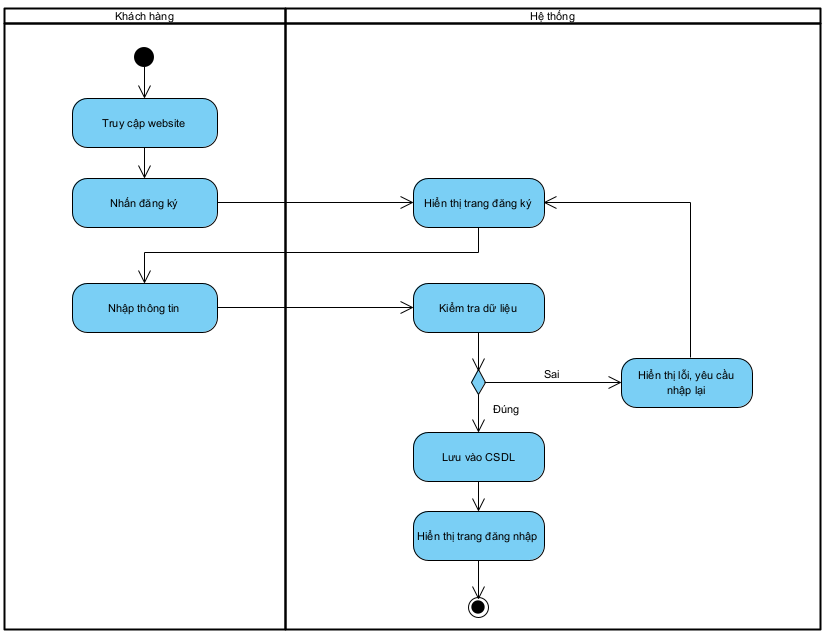 Khách hàng
Hệ thống
Truy cập website
Nhấn đăng ký
Hiển thị trang đăng ký
Nhập thông tin
Kiểm tra dữ liệu
Sai
Hiển thị lỗi, yêu cầu
nhập lại
Đúng
Lưu vào CSDL
Hiển thị trang đăng nhập